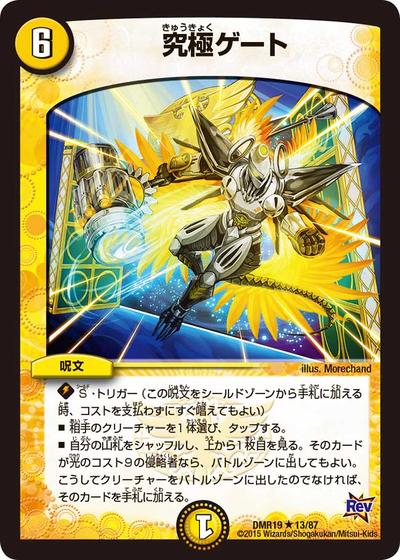 6
きゅうきょく
究極ゲート
呪文
illus. Morechand
S・トリガー (この呪文をシールドゾーンから手札に加える
時、コストを支払わずにすぐ唱えてもよい)
■ 相手のクリーチャーを1体選び、タップする。
■ 自分の山札をシャッフルし、上から1枚目を見る。そのカード
が光のコスト9の侵略者なら、バトルゾーンに出してもよい。
こうしてクリーチャーをバトルゾーンに出したのでなければ、
そのカードを手札に加える。
1
DMR19 ★ 13/87
©2015 Wizards/Shogakukan/Mitsui-Kids
Rev